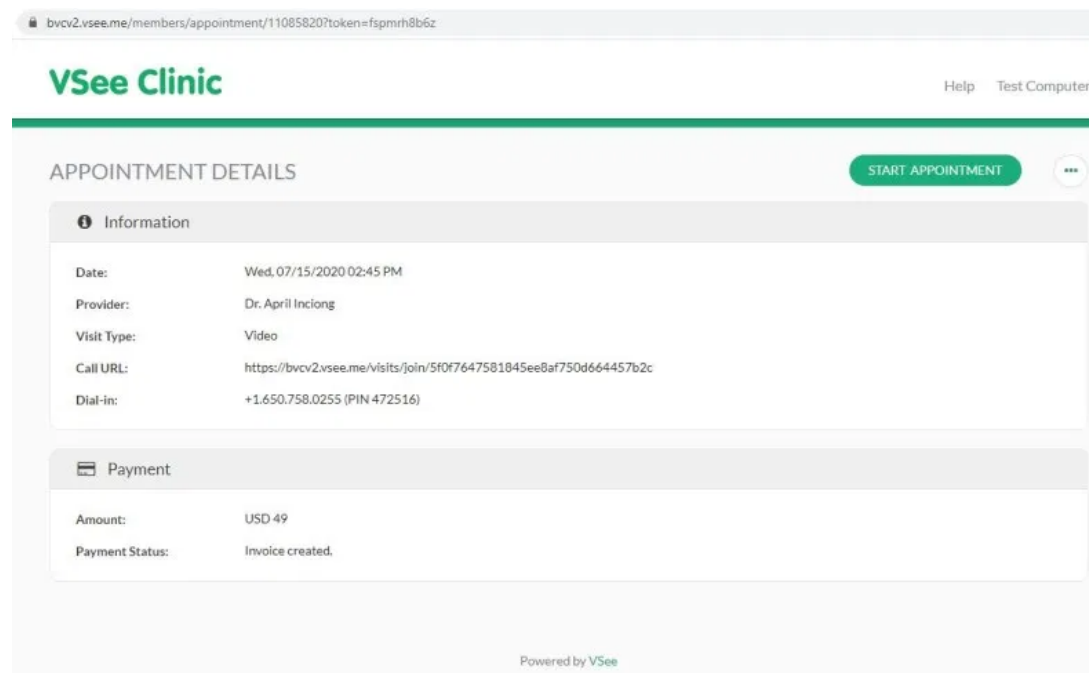 bvcv2.vsee.me/members/appointment/11085820?token=fspmrh8b6z
VSee Clinic
Help Test Computer
APPOINTMENT DETAILS
START APPOINTMENT
Information
Date: Wed, 07/15/2020 02:45 PM
Provider: Dr. April Inciong
Visit Type: Video
Call URL: https://bvcv2.vsee.me/visits/join/5f0f7647581845ee8af750d664457b2c
Dial-in: +1.650.758.0255 (PIN 472516)
Payment
Amount: USD 49
Payment Status: Invoice created.
Powered by VSee